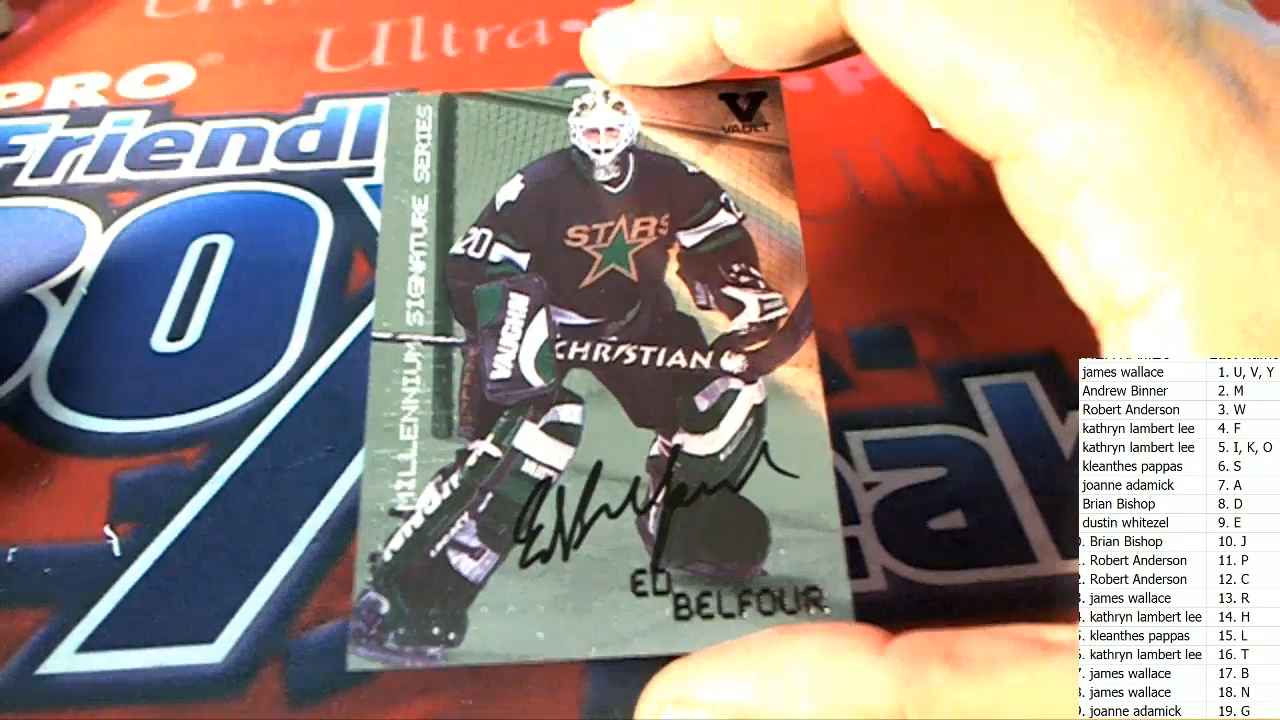 Ultra
PRO
Friendl
BO
MILLENNIUM SIGNATURE SERIES
VAULT
20
STARS
VAUGHN
CHRISTIAN
Ed Belfour
ED
BELFOUR
james wallace 1. U, V, Y
Andrew Binner 2. M
Robert Anderson 3. W
kathryn lambert lee 4. F
kathryn lambert lee 5. I, K, O
kleanthes pappas 6. S
joanne adamick 7. A
Brian Bishop 8. D
dustin whitezel 9. E
. Brian Bishop 10. J
. Robert Anderson 11. P
. Robert Anderson 12. C
. james wallace 13. R
. kathryn lambert lee 14. H
. kleanthes pappas 15. L
. kathryn lambert lee 16. T
. james wallace 17. B
. james wallace 18. N
. joanne adamick 19. G